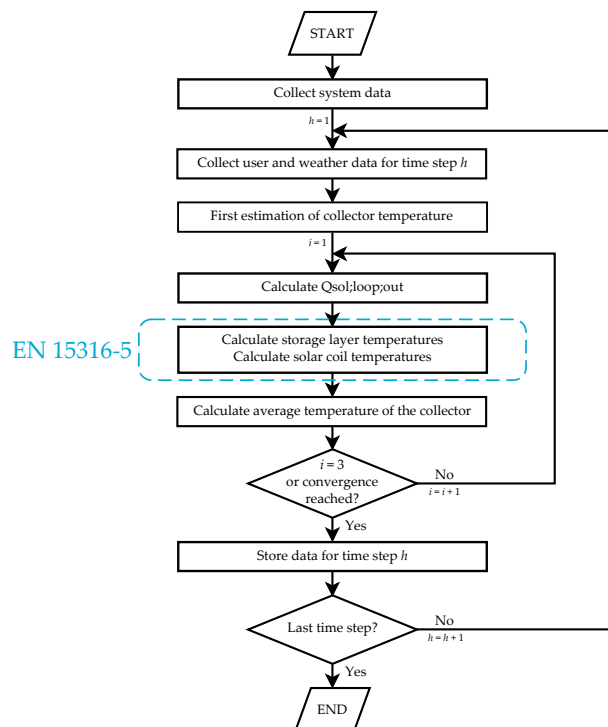 START
Collect system data
h = 1
Collect user and weather data for time step h
First estimation of collector temperature
i = 1
Calculate Qsol;loop;out
EN 15316-5
Calculate storage layer temperatures
Calculate solar coil temperatures
Calculate average temperature of the collector
i = 3
or convergence
reached?
No
i = i + 1
Yes
Store data for time step h
Last time step?
No
h = h + 1
Yes
END